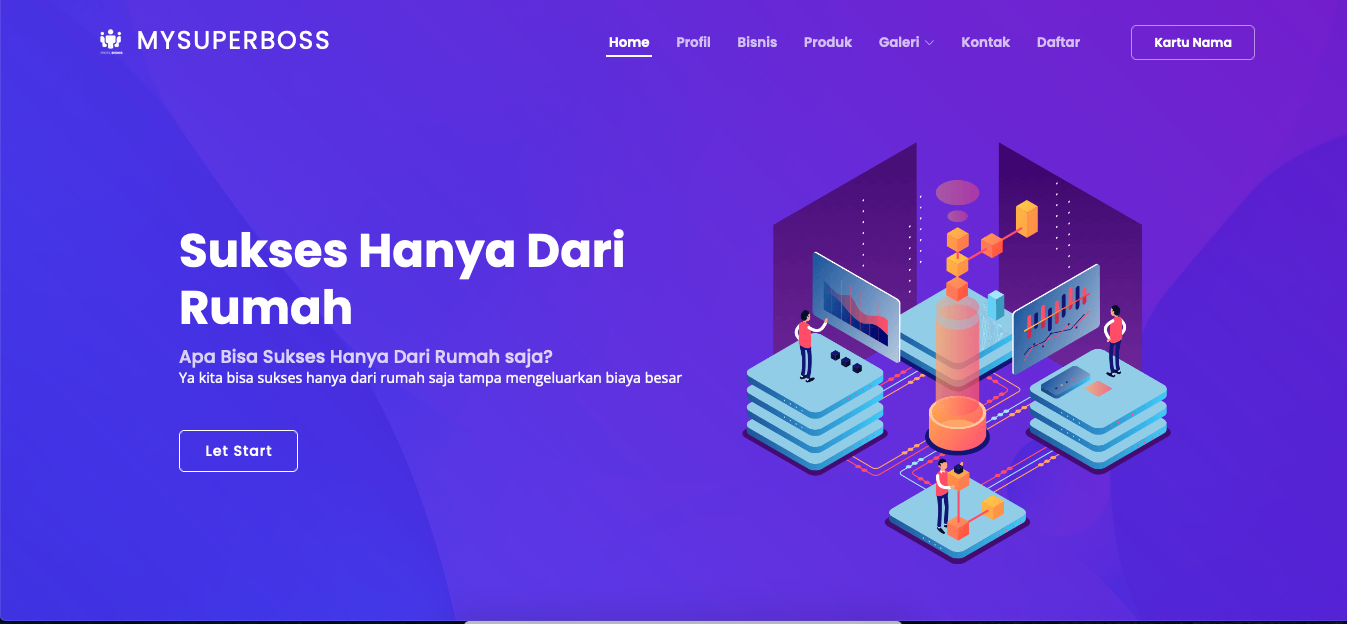 MYSUPERBOSS
Home Profil Bisnis Produk Galeri Kontak Daftar Kartu Nama
Sukses Hanya Dari
Rumah
Apa Bisa Sukses Hanya Dari Rumah saja?
Ya kita bisa sukses hanya dari rumah saja tampa mengeluarkan biaya besar
Let Start